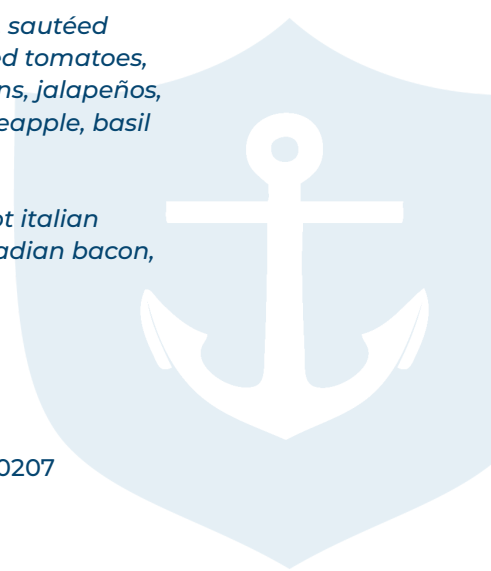 sautéed
ed tomatoes,
ns, jalapeños,
eapple, basil
ot italian
adian bacon,
0207